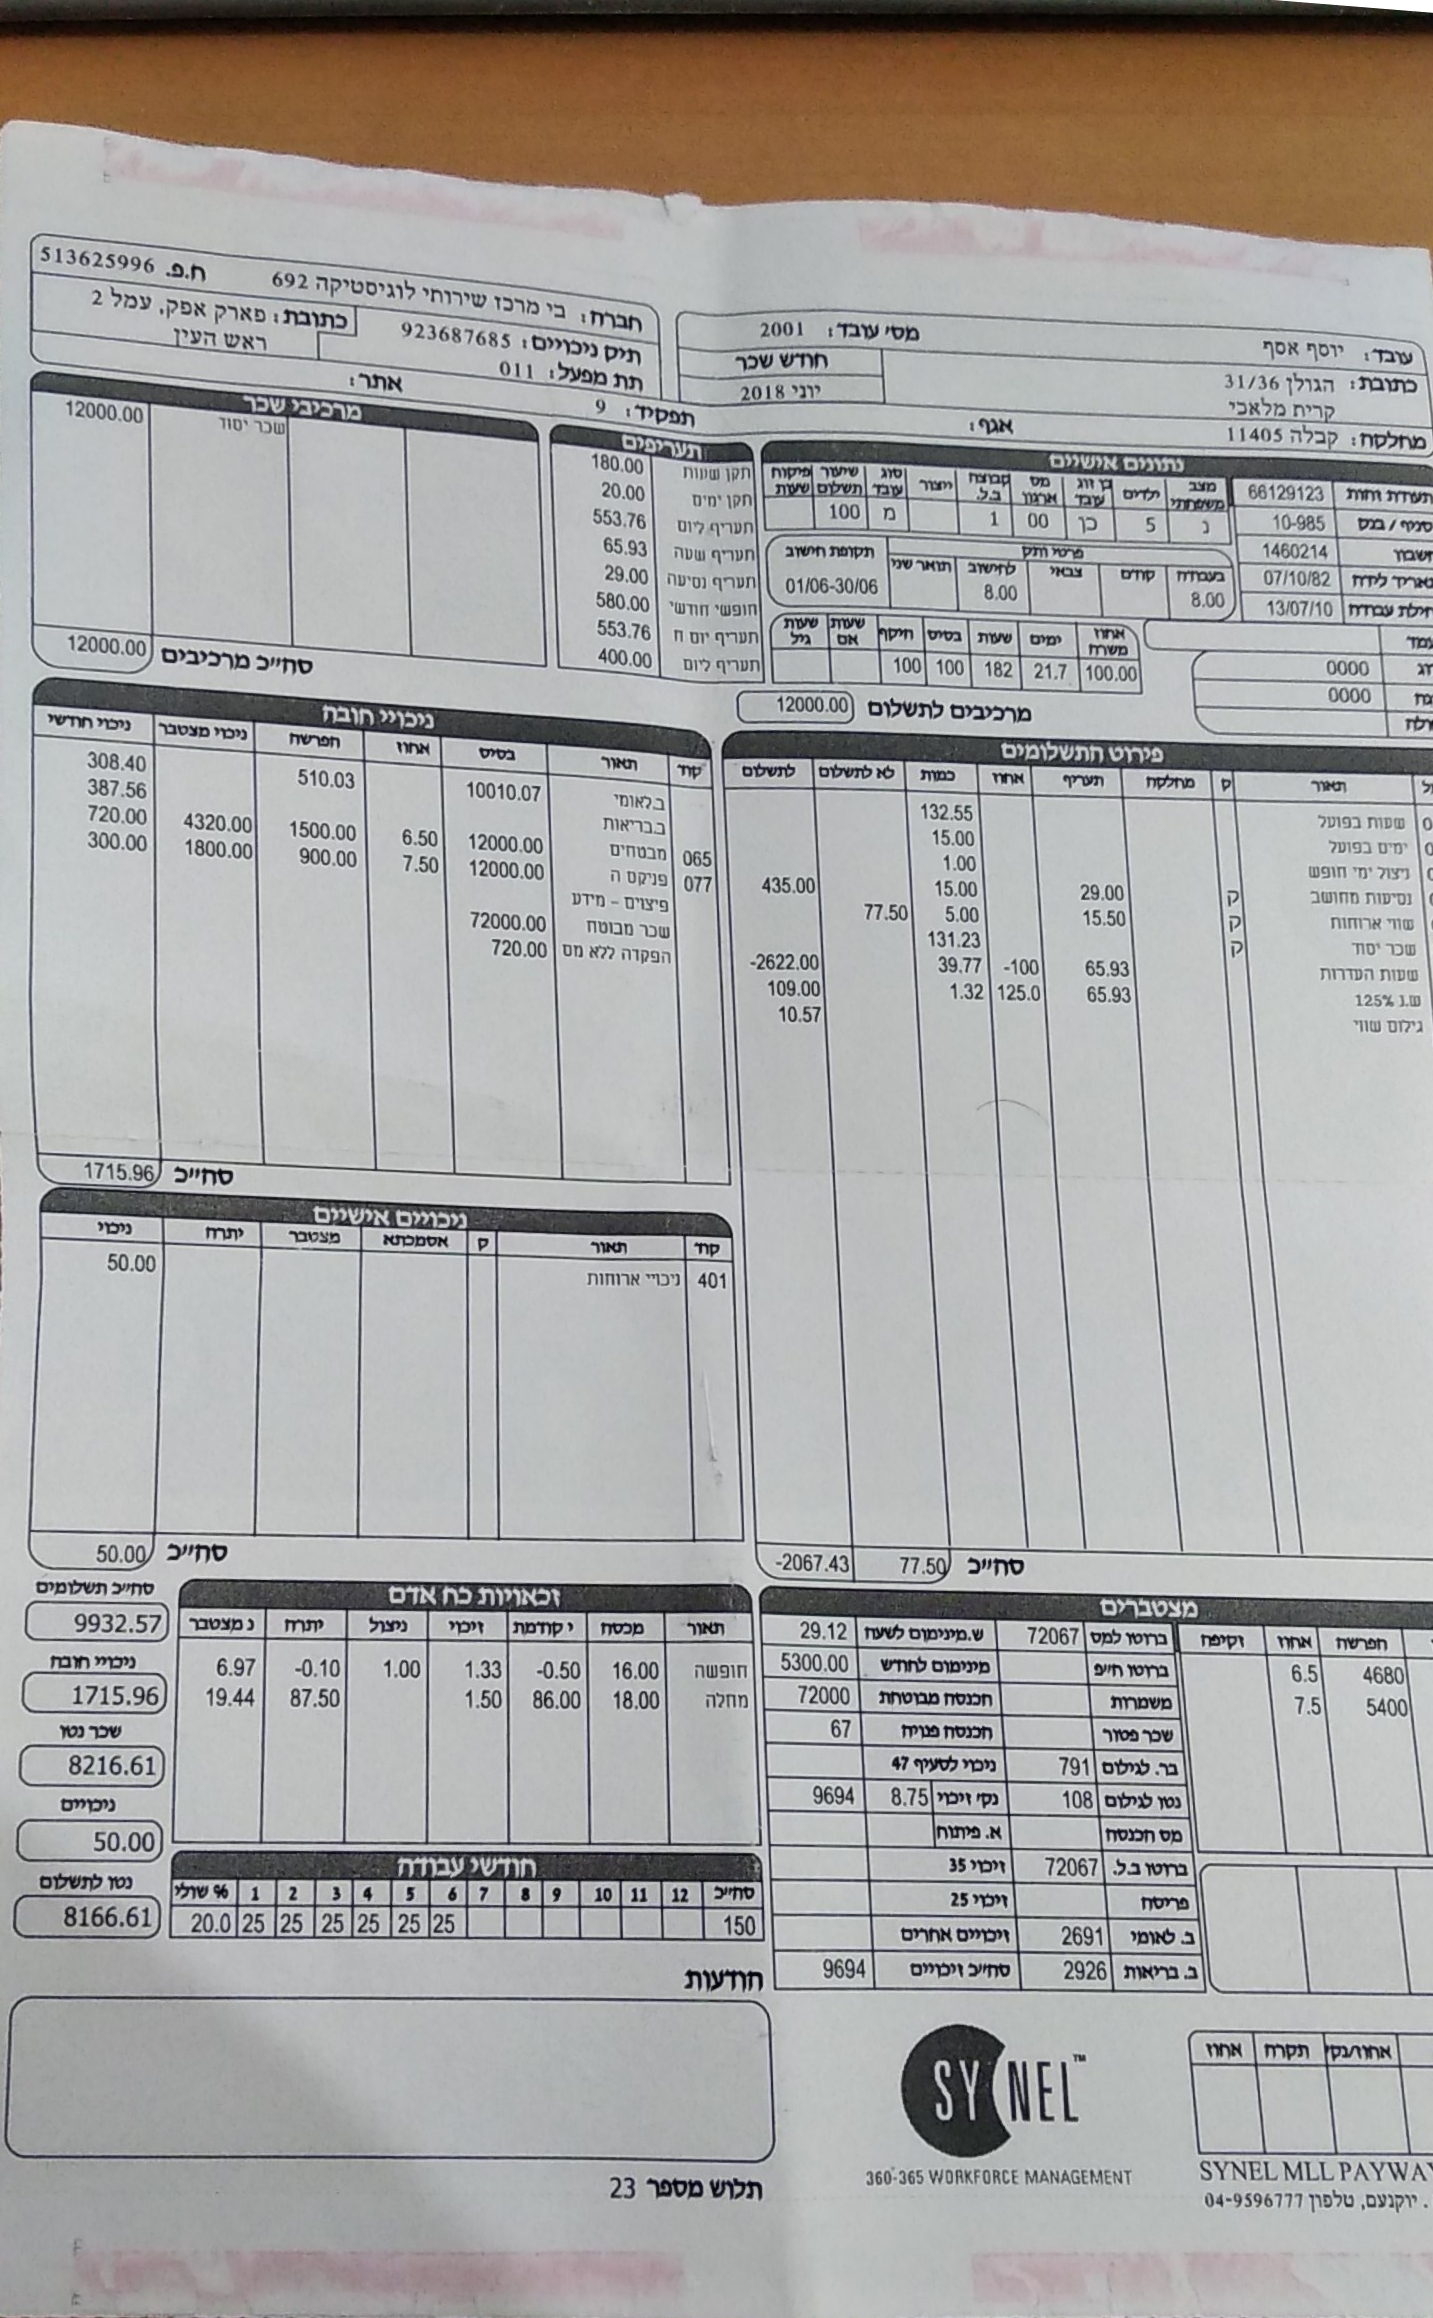 עובד: יוסף אסף
מס׳ עובד: 2001
כתובת: הגולן 31/36
קרית מלאכי
חודש שכר
יוני 2018
מחלקה: קבלה 11405
אגף:
תפקיד: 9
אתר:
חברה: בי מרכז שירותי לוגיסטיקה 692
ח.פ. 513625996
תיק ניכויים: 923687685
כתובת: פארק אפק, עמל 2
ראש העין
תת מפעל: 011
נתונים אישיים
תעודת זהות 66129123
סניף / בנק 10-985
חשבון 1460214
תאריך לידה 07/10/82
תחילת עבודה 13/07/10
מצב משפחתי | ילדים | בן זוג עובד | מס ארגון | קבוצת ב.ל. | ייצור | סוג עובד | שיעור תשלום | פיקוח שעות
נ | 5 | כן | 00 | 1 | | מ | 100
פרטי ותק
בעבודה | קודם | צבאי | לחישוב | תואר שני
8.00 | | | 8.00
תקופת חישוב
01/06-30/06
0000
0000
אחוז משרה | ימים | שעות | בסיס | היקף | שעות אם | שעות גיל
100.00 | 21.7 | 182 | 100 | 100
מרכיבים לתשלום 12000.00
תעריפים
תקן שעות 180.00
תקן ימים 20.00
תעריף ליום 553.76
תעריף שעה 65.93
תעריף נסיעה 29.00
חופשי חודשי 580.00
תעריף יום ח 553.76
תעריף ליום 400.00
מרכיבי שכר
שכר יסוד 12000.00
סה״כ מרכיבים 12000.00
פירוט התשלומים
תאור | ק | מחלקה | תעריף | אחוז | כמות | לא לתשלום | לתשלום
שעות בפועל 132.55
ימים בפועל 15.00
ניצול ימי חופש 1.00
נסיעות מחושב ק 29.00 15.00 435.00
שווי ארוחות ק 15.50 5.00 77.50
שכר יסוד ק 131.23
שעות העדרות 65.93 -100 39.77 -2622.00
ש.נ 125% 65.93 125.0 1.32 109.00
גילום שווי 10.57
סה״כ 77.50 -2067.43
ניכויי חובה
קוד | תאור | בסיס | אחוז | הפרשה | ניכוי מצטבר | ניכוי חודשי
ב.לאומי 10010.07 510.03 308.40
ב.בריאות 387.56
065 מבטחים 12000.00 6.50 1500.00 4320.00 720.00
077 פניקס ה 12000.00 7.50 900.00 1800.00 300.00
פיצוים - מידע
שכר מבוטח 72000.00
הפקדה ללא מס 720.00
סה״כ 1715.96
ניכויים אישיים
קוד | תאור | ק | אסמכתא | מצטבר | יתרה | ניכוי
401 ניכויי ארוחות 50.00
סה״כ 50.00
מצטברים
הפרשה | אחוז | זקיפה
4680 6.5
5400 7.5
ברוטו למס 72067 ש.מינימום לשעה 29.12
ברוטו ח״פ מינימום לחודש 5300.00
משמרות הכנסה מבוטחת 72000
שכר פטור הכנסה פנויה 67
בר. לגילום 791 ניכוי לסעיף 47
נטו לגילום 108 נק׳ זיכוי 8.75 9694
מס הכנסה א. פיתוח
ברוטו ב.ל. 72067 זיכוי 35
פריסה זיכוי 25
ב. לאומי 2691 זיכויים אחרים
ב. בריאות 2926 סה״כ זיכויים 9694
זכאויות כח אדם
תאור | מכסה | י קודמת | זיכוי | ניצול | יתרה | נ מצטבר
חופשה 16.00 -0.50 1.33 1.00 -0.10 6.97
מחלה 18.00 86.00 1.50 87.50 19.44
סה״כ תשלומים
9932.57
ניכויי חובה
1715.96
שכר נטו
8216.61
ניכויים
50.00
נטו לתשלום
8166.61
חודשי עבודה
סה״כ 12 11 10 9 8 7 6 5 4 3 2 1 % שולי
150 25 25 25 25 25 25 20.0
הודעות
SYNEL™
360°-365 WORKFORCE MANAGEMENT
אחוז/נק׳ | תקרה | אחוז
SYNEL MLL PAYWAY
יוקנעם, טלפון 04-9596777
תלוש מספר 23